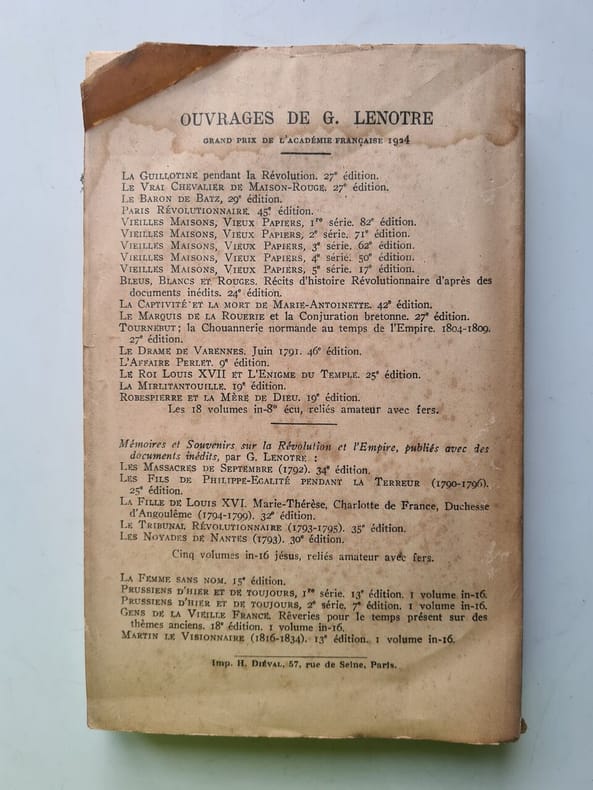 OUVRAGES DE G. LENOTRE
GRAND PRIX DE L'ACADÉMIE FRANÇAISE 1924
LA GUILLOTINE pendant la Révolution. 27e édition.
LE VRAI CHEVALIER DE MAISON-ROUGE. 27e édition.
LE BARON DE BATZ, 29e édition.
PARIS RÉVOLUTIONNAIRE. 45e édition.
VIEILLES MAISONS, VIEUX PAPIERS, 1re série. 82e édition.
VIEILLES MAISONS, VIEUX PAPIERS, 2e série. 71e édition.
VIEILLES MAISONS, VIEUX PAPIERS, 3e série. 62e édition.
VIEILLES MAISONS, VIEUX PAPIERS, 4e série. 50e édition.
VIEILLES MAISONS, VIEUX PAPIERS, 5e série. 17e édition.
BLEUS, BLANCS ET ROUGES. Récits d'histoire Révolutionnaire d'après des
documents inédits. 24e édition.
LA CAPTIVITÉ ET LA MORT DE MARIE-ANTOINETTE. 42e édition.
LE MARQUIS DE LA ROUERIE et la Conjuration bretonne. 27e édition.
TOURNEBUT; la Chouannerie normande au temps de l'Empire. 1804-1809.
27e édition.
LE DRAME DE VARENNES. Juin 1791. 46e édition.
L'AFFAIRE PERLET. 9e édition.
LE ROI LOUIS XVII ET L'ENIGME DU TEMPLE. 25e édition.
LA MIRLITANTOUILLE. 19e édition.
ROBESPIERRE ET LA MÈRE DE DIEU. 19e édition.
Les 18 volumes in-8o écu, reliés amateur avec fers.
Mémoires et Souvenirs sur la Révolution et l'Empire, publiés avec des
documents inédits, par G. LENOTRE :
LES MASSACRES DE SEPTEMBRE (1792). 34e édition.
LES FILS DE PHILIPPE-EGALITÉ PENDANT LA TERREUR (1790-1796).
25e édition.
LA FILLE DE LOUIS XVI. Marie-Thérèse, Charlotte de France, Duchesse
d'Angoulême (1794-1799). 32e édition.
LE TRIBUNAL RÉVOLUTIONNAIRE (1793-1795). 35e édition.
LES NOYADES DE NANTES (1793). 30e édition.
Cinq volumes in-16 jésus, reliés amateur avec fers.
LA FEMME SANS NOM. 15e édition.
PRUSSIENS D'HIER ET DE TOUJOURS, 1re série. 13e édition. 1 volume in-16.
PRUSSIENS D'HIER ET DE TOUJOURS, 2e série. 7e édition. 1 volume in-16.
GENS DE LA VIEILLE FRANCE. Rêveries pour le temps présent sur des
thèmes anciens. 18e édition. 1 volume in-16.
MARTIN LE VISIONNAIRE (1816-1834). 13e édition. 1 volume in-16.
Imp. H. DIÉVAL, 57, rue de Seine, Paris.